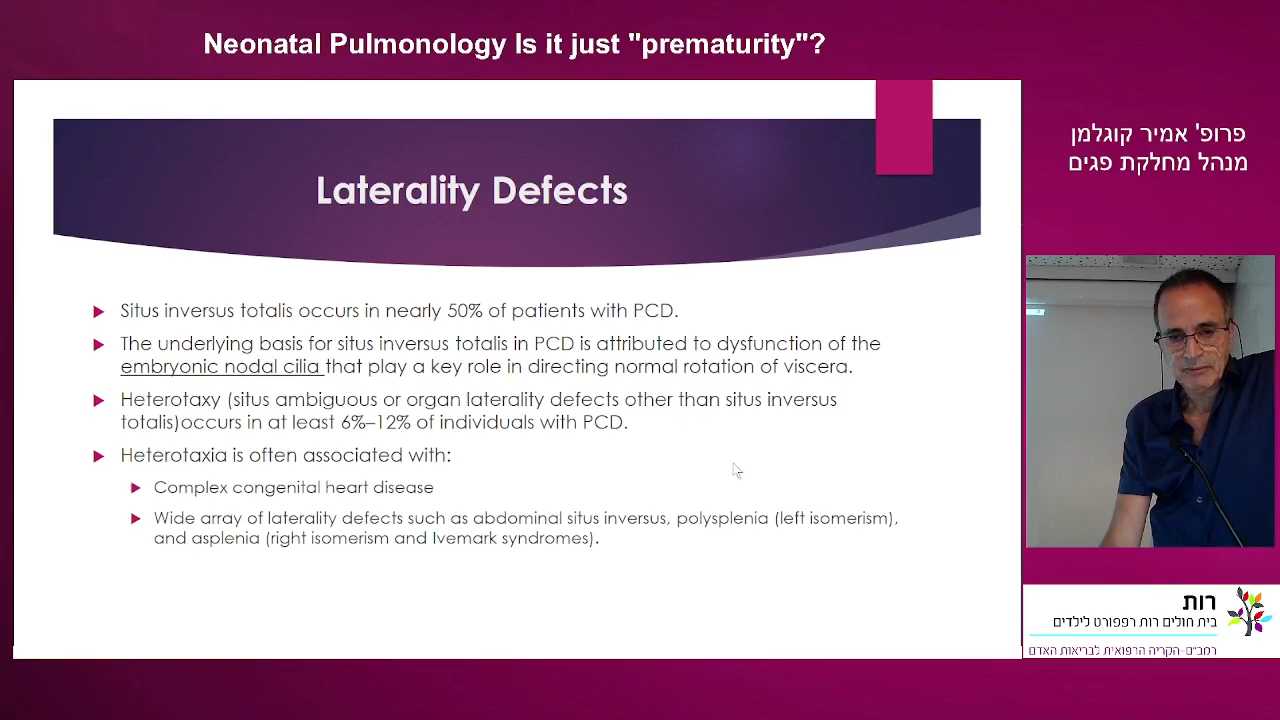 Neonatal Pulmonology Is it just "prematurity"?
Laterality Defects
Situs inversus totalis occurs in nearly 50% of patients with PCD.
The underlying basis for situs inversus totalis in PCD is attributed to dysfunction of the
embryonic nodal cilia that play a key role in directing normal rotation of viscera.
Heterotaxy (situs ambiguous or organ laterality defects other than situs inversus
totalis)occurs in at least 6%–12% of individuals with PCD.
Heterotaxia is often associated with:
Complex congenital heart disease
Wide array of laterality defects such as abdominal situs inversus, polysplenia (left isomerism),
and asplenia (right isomerism and Ivemark syndromes).
פרופ' אמיר קוגלמן
מנהל מחלקת פגים
רות
בית חולים רות רפפורט לילדים
רמב"ם-הקריה הרפואית לבריאות האדם